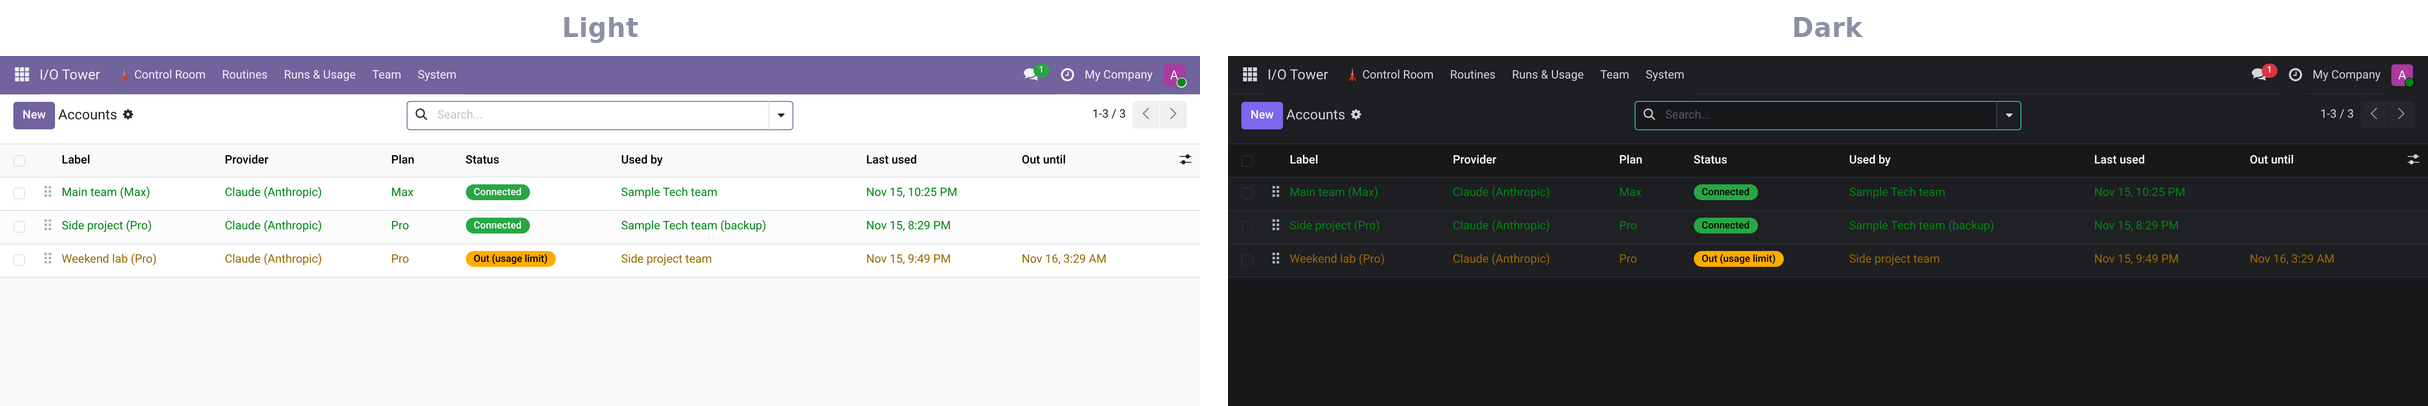 Light
I/O Tower Control Room Routines Runs & Usage Team System 1 My Company A
New Accounts Search... 1-3 / 3
Label Provider Plan Status Used by Last used Out until
Main team (Max) Claude (Anthropic) Max Connected Sample Tech team Nov 15, 10:25 PM
Side project (Pro) Claude (Anthropic) Pro Connected Sample Tech team (backup) Nov 15, 8:29 PM
Weekend lab (Pro) Claude (Anthropic) Pro Out (usage limit) Side project team Nov 15, 9:49 PM Nov 16, 3:29 AM
Dark
I/O Tower Control Room Routines Runs & Usage Team System 1 My Company A
New Accounts Search... 1-3 / 3
Label Provider Plan Status Used by Last used Out until
Main team (Max) Claude (Anthropic) Max Connected Sample Tech team Nov 15, 10:25 PM
Side project (Pro) Claude (Anthropic) Pro Connected Sample Tech team (backup) Nov 15, 8:29 PM
Weekend lab (Pro) Claude (Anthropic) Pro Out (usage limit) Side project team Nov 15, 9:49 PM Nov 16, 3:29 AM